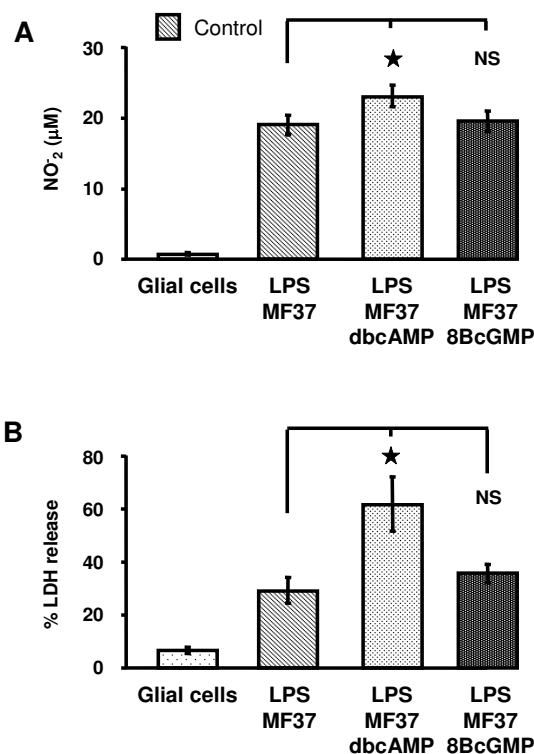 A
Control
★
NS
30
20
10
0
NO⁻₂ (μM)
Glial cells LPS LPS LPS
MF37 MF37 MF37
dbcAMP 8BcGMP
B
★
NS
80
60
40
20
0
% LDH release
Glial cells LPS LPS LPS
MF37 MF37 MF37
dbcAMP 8BcGMP